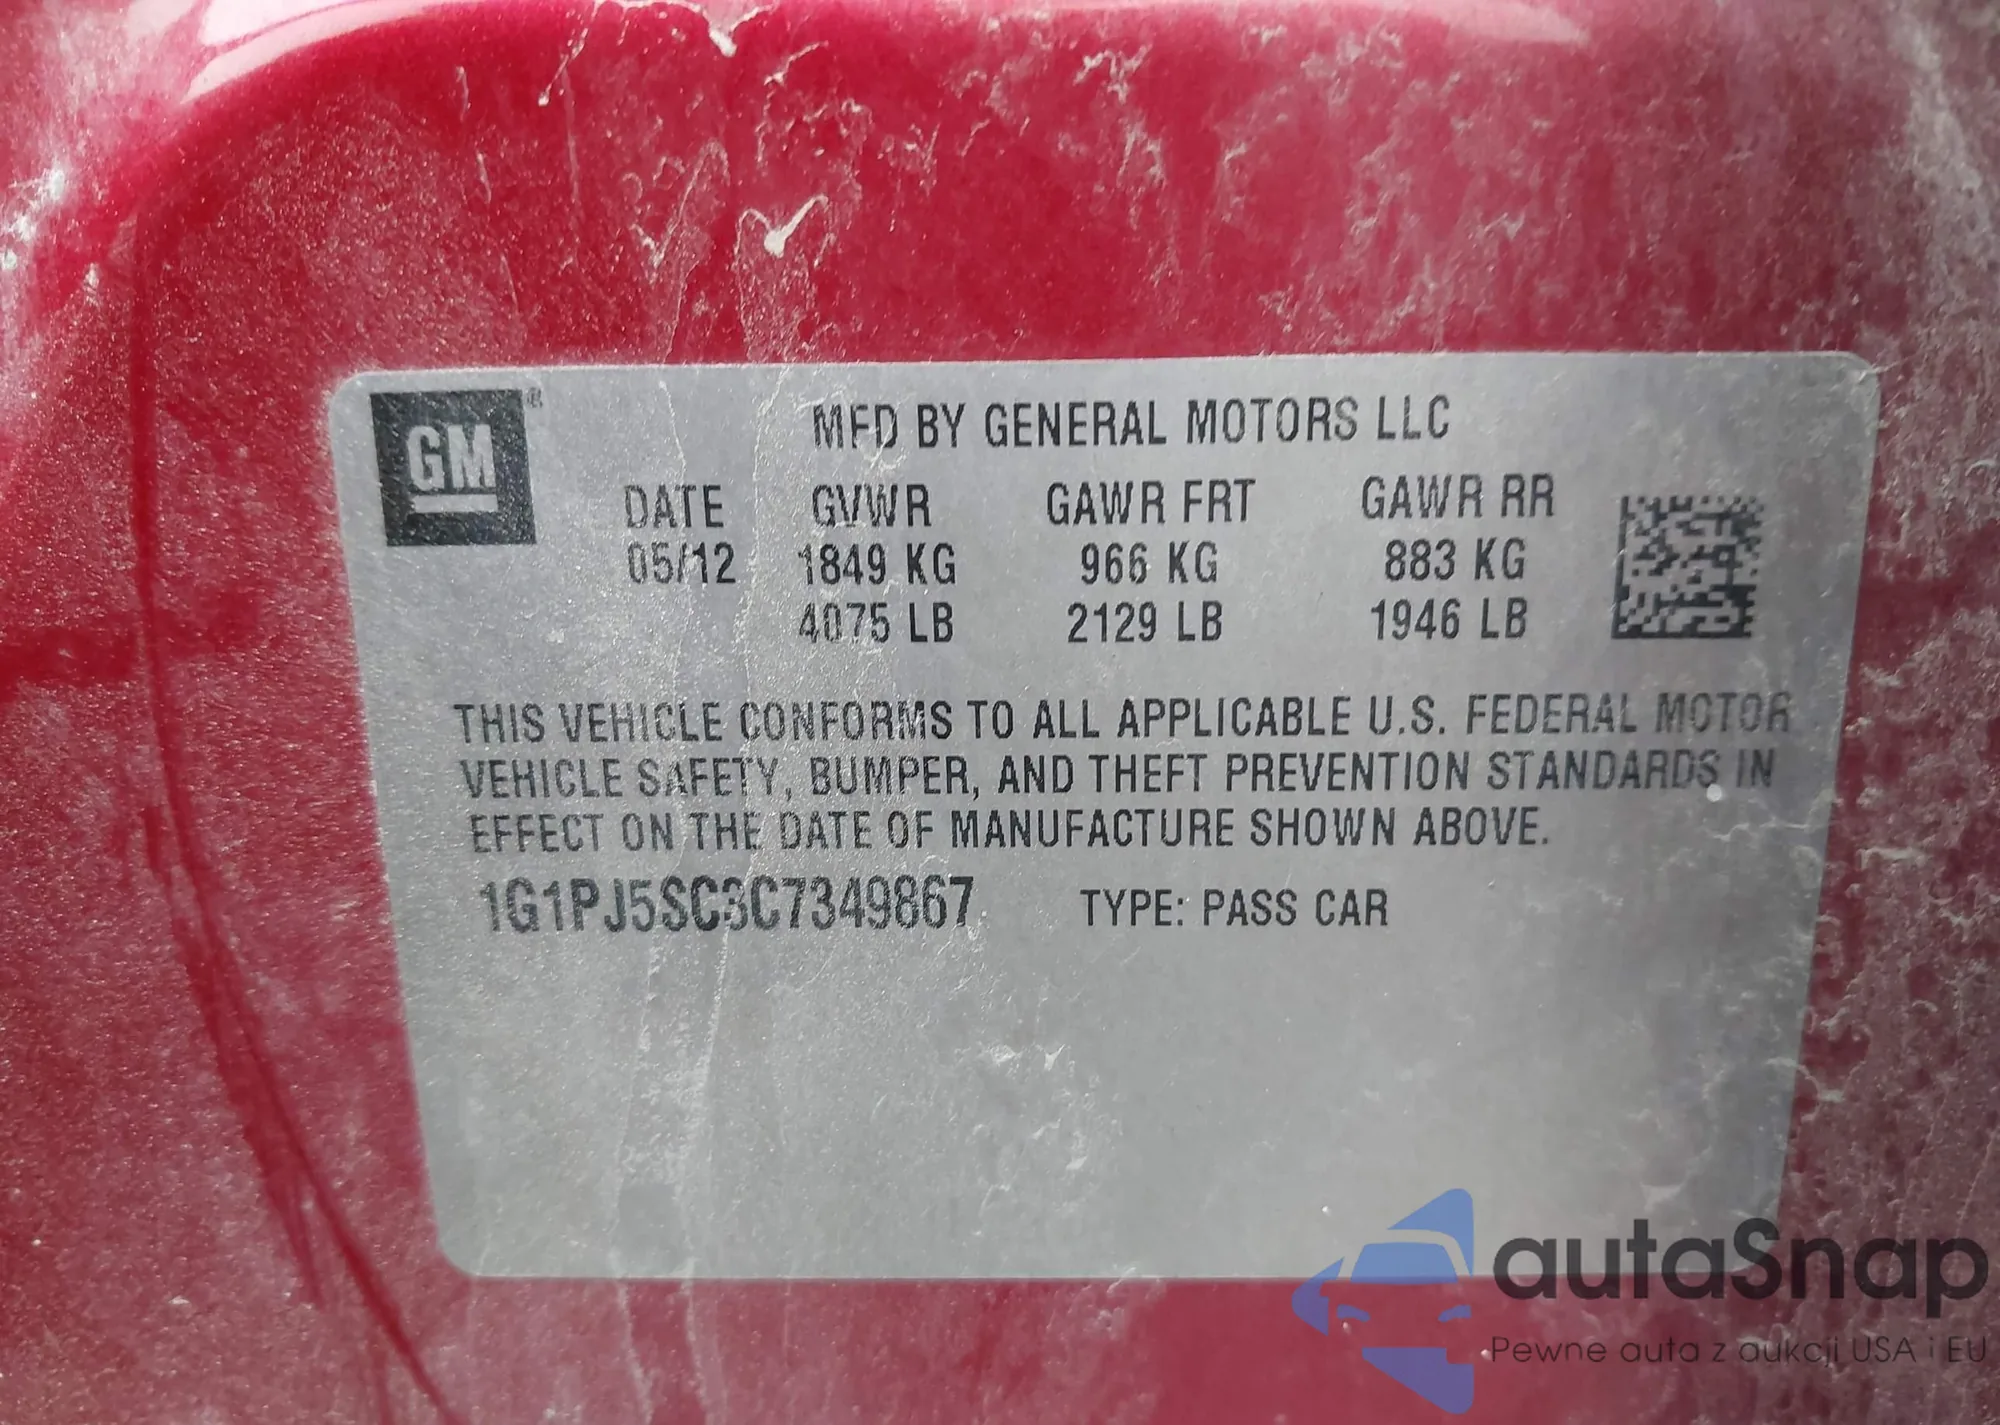 GM®
MFD BY GENERAL MOTORS LLC
DATE GVWR GAWR FRT GAWR RR
05/12 1849 KG 966 KG 883 KG
4075 LB 2129 LB 1946 LB
THIS VEHICLE CONFORMS TO ALL APPLICABLE U.S. FEDERAL MOTOR
VEHICLE SAFETY, BUMPER, AND THEFT PREVENTION STANDARDS IN
EFFECT ON THE DATE OF MANUFACTURE SHOWN ABOVE.
1G1PJ5SC3C7349867 TYPE: PASS CAR
autaSnap
Pewne auta z aukcji USA i EU